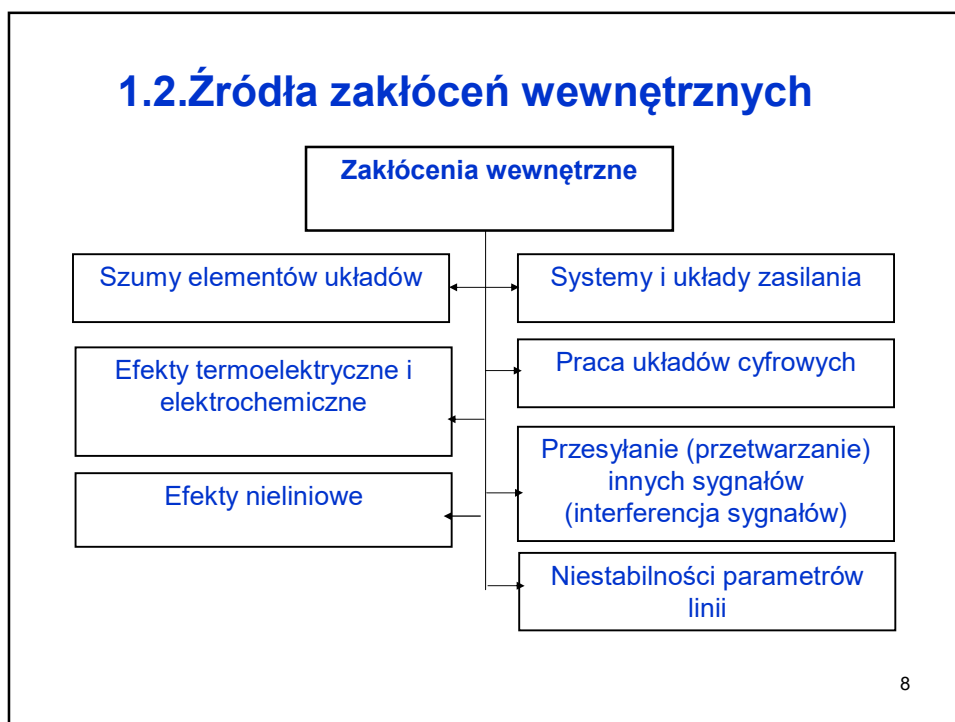 1.2.Źródła zakłóceń wewnętrznych
Zakłócenia wewnętrzne
Szumy elementów układów
Systemy i układy zasilania
Efekty termoelektryczne i
elektrochemiczne
Praca układów cyfrowych
Efekty nieliniowe
Przesyłanie (przetwarzanie)
innych sygnałów
(interferencja sygnałów)
Niestabilności parametrów
linii
8